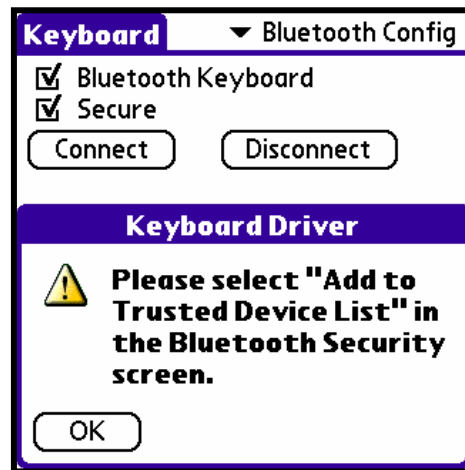 Keyboard
Bluetooth Config
Bluetooth Keyboard
Secure
Connect
Disconnect
Keyboard Driver
Please select "Add to
Trusted Device List" in
the Bluetooth Security
screen.
OK